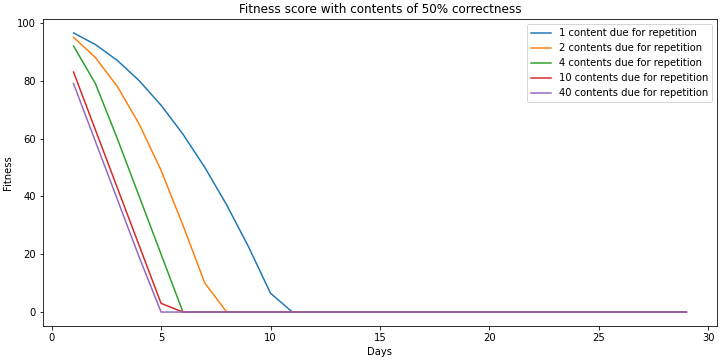 Fitness score with contents of 50% correctness
100
80
60
40
20
0
Fitness
1 content due for repetition
2 contents due for repetition
4 contents due for repetition
10 contents due for repetition
40 contents due for repetition
0 5 10 15 20 25 30
Days